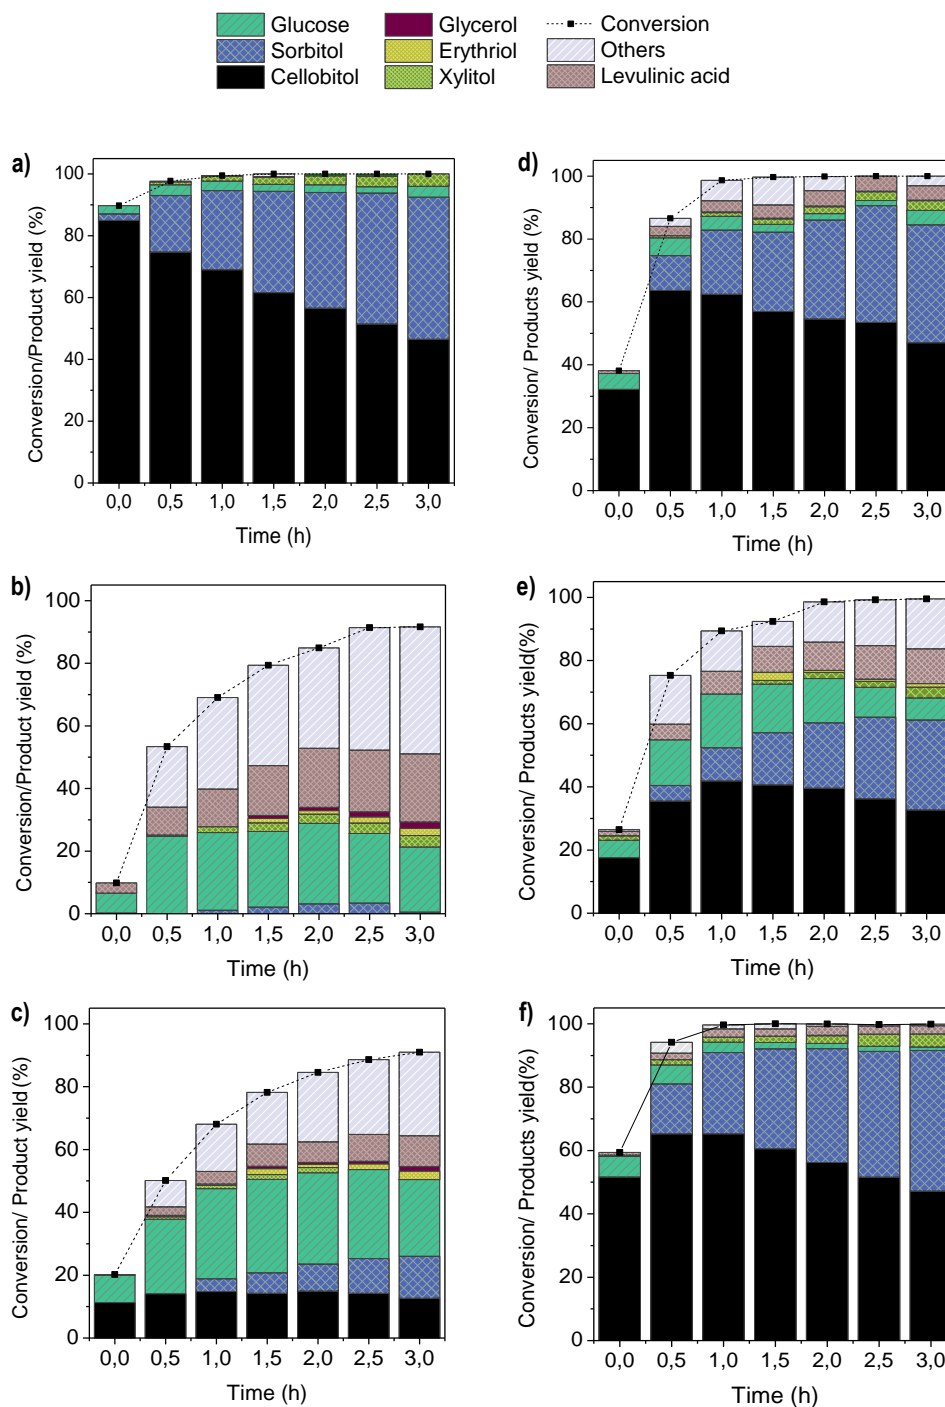 Glucose
Sorbitol
Cellobitol
Glycerol
Erythriol
Xylitol
Conversion
Others
Levulinic acid
a)
Conversion/Product yield (%)
100
80
60
40
20
0
0,0 0,5 1,0 1,5 2,0 2,5 3,0
Time (h)
d)
Conversion/ Products yield (%)
100
80
60
40
20
0
0,0 0,5 1,0 1,5 2,0 2,5 3,0
Time (h)
b)
Conversion/Product yield (%)
100
80
60
40
20
0
0,0 0,5 1,0 1,5 2,0 2,5 3,0
Time (h)
e)
Conversion/ Products yield(%)
100
80
60
40
20
0
0,0 0,5 1,0 1,5 2,0 2,5 3,0
Time (h)
c)
Conversion/ Product yield(%)
100
80
60
40
20
0
0,0 0,5 1,0 1,5 2,0 2,5 3,0
Time (h)
f)
Conversion/ Products yield(%)
100
80
60
40
20
0
0,0 0,5 1,0 1,5 2,0 2,5 3,0
Time (h)